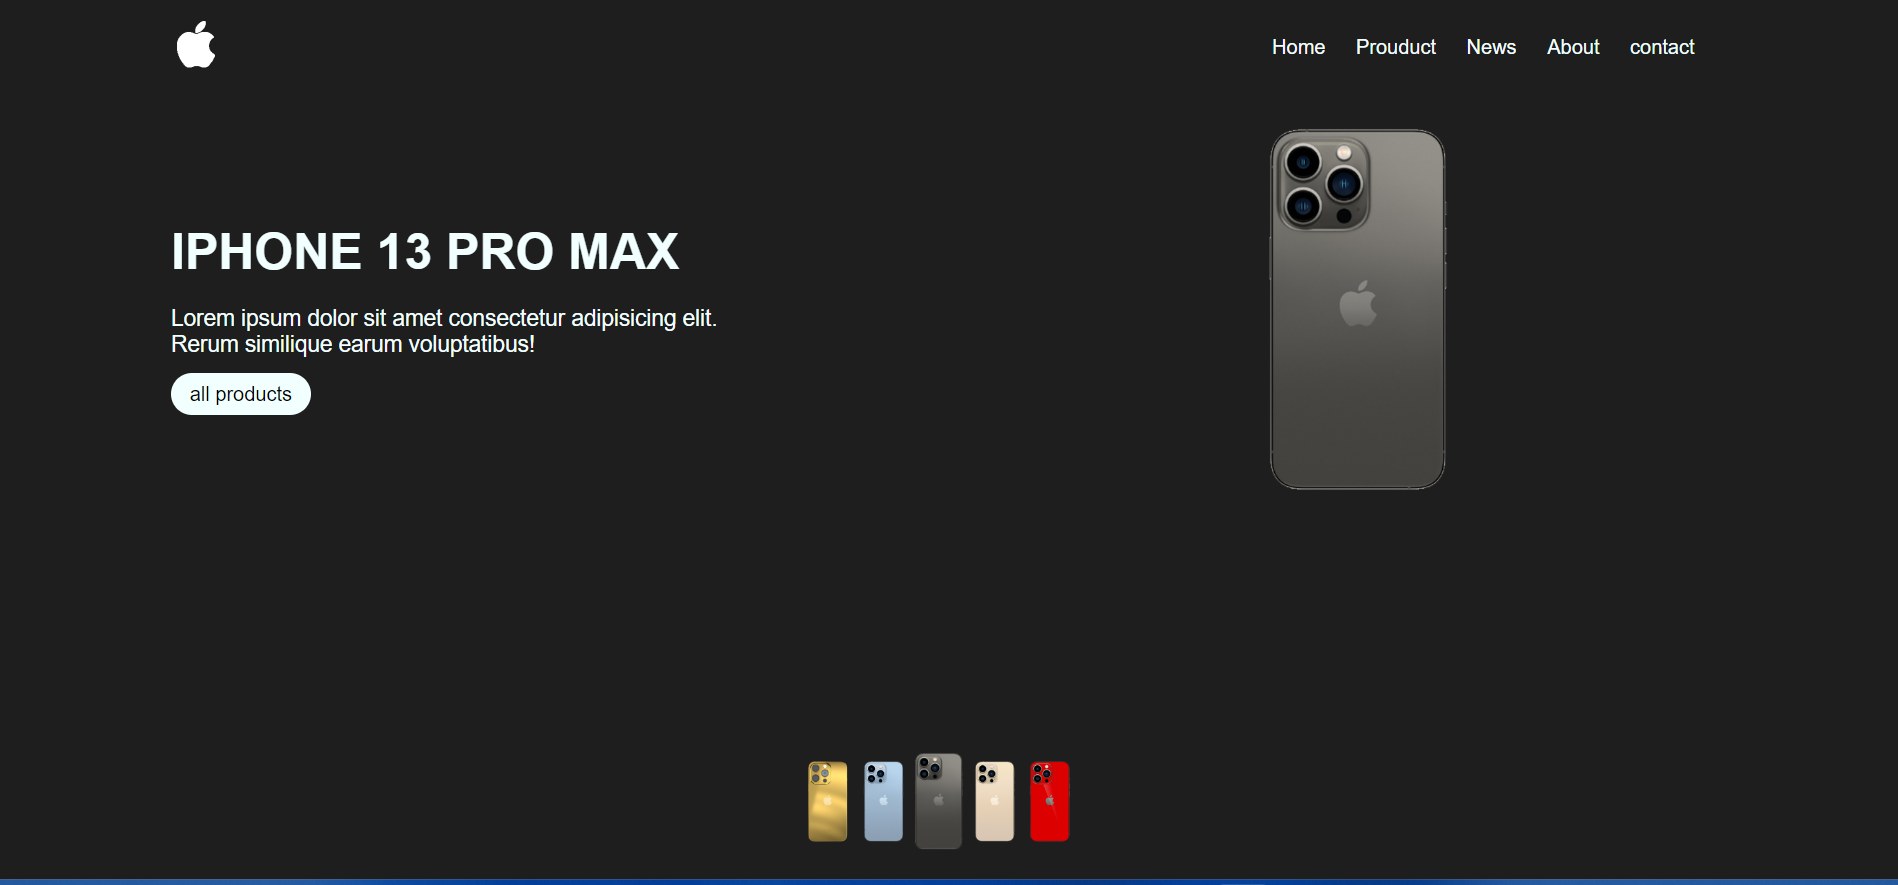 Home Prouduct News About contact
IPHONE 13 PRO MAX
Lorem ipsum dolor sit amet consectetur adipisicing elit.
Rerum similique earum voluptatibus!
all products